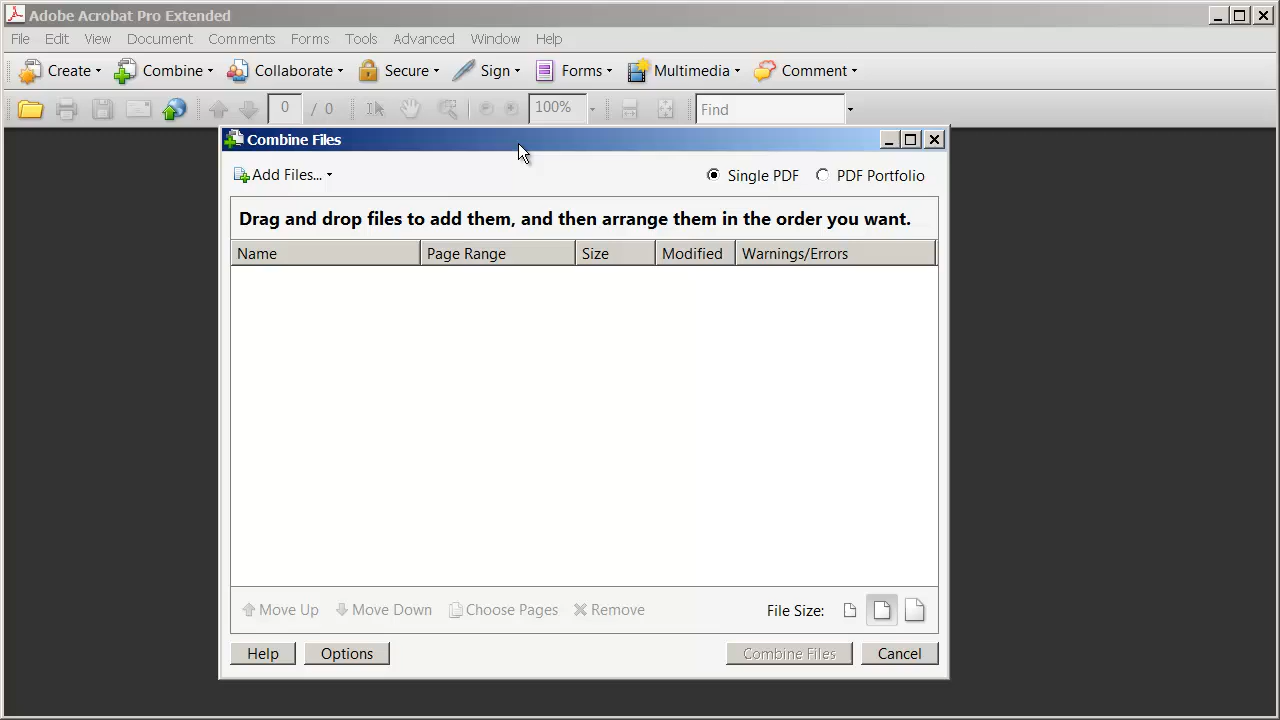 Adobe Acrobat Pro Extended
File Edit View Document Comments Forms Tools Advanced Window Help
Create Combine Collaborate Secure Sign Forms Multimedia Comment
0 / 0 100% Find
Combine Files
Add Files... Single PDF PDF Portfolio
Drag and drop files to add them, and then arrange them in the order you want.
Name Page Range Size Modified Warnings/Errors
Move Up Move Down Choose Pages Remove File Size:
Help Options Combine Files Cancel